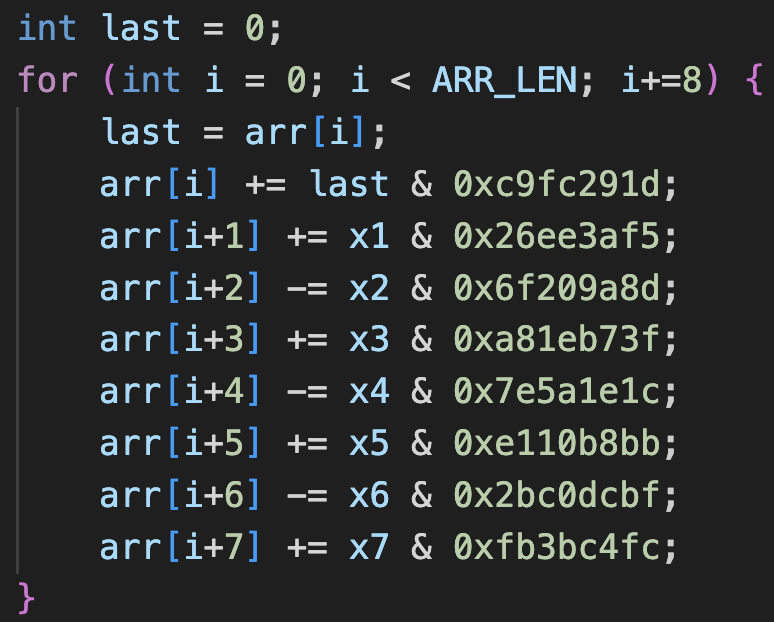 int last = 0;
for (int i = 0; i < ARR_LEN; i+=8) {
    last = arr[i];
    arr[i] += last & 0xc9fc291d;
    arr[i+1] += x1 & 0x26ee3af5;
    arr[i+2] -= x2 & 0x6f209a8d;
    arr[i+3] += x3 & 0xa81eb73f;
    arr[i+4] -= x4 & 0x7e5a1e1c;
    arr[i+5] += x5 & 0xe110b8bb;
    arr[i+6] -= x6 & 0x2bc0dcbf;
    arr[i+7] += x7 & 0xfb3bc4fc;
}